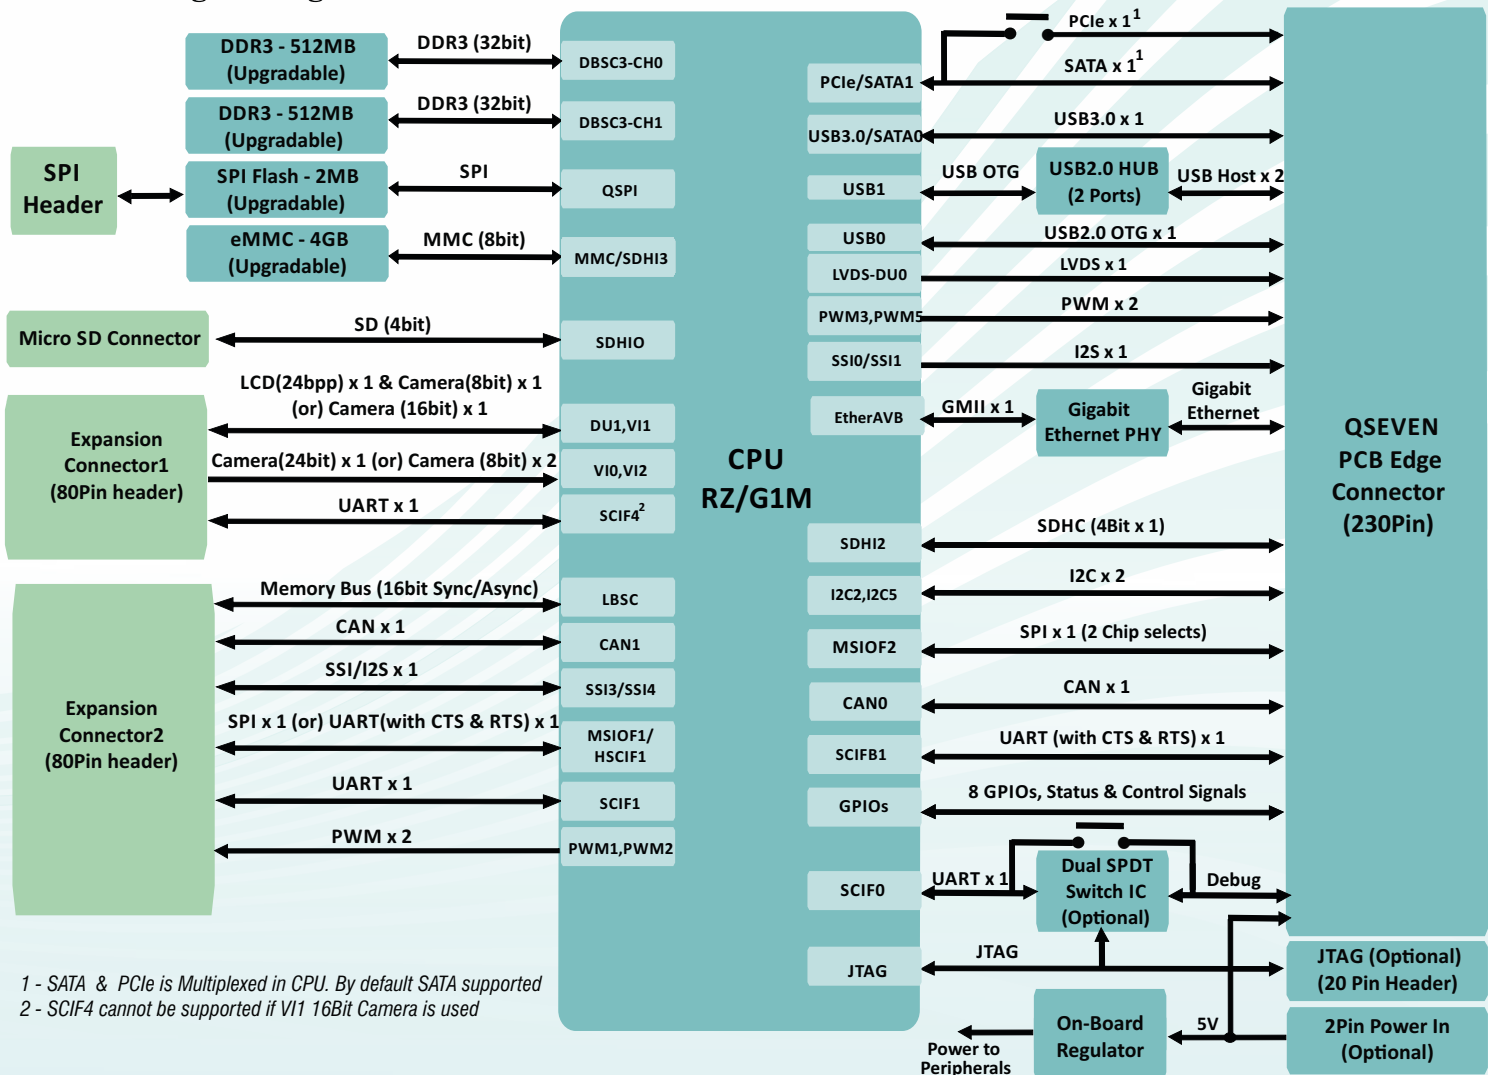 DDR3 - 512MB
(Upgradable)
DDR3 (32bit)
DBSC3-CH0
DDR3 - 512MB
(Upgradable)
DDR3 (32bit)
DBSC3-CH1
SPI
Header
SPI Flash - 2MB
(Upgradable)
SPI
QSPI
eMMC - 4GB
(Upgradable)
MMC (8bit)
MMC/SDHI3
Micro SD Connector
SD (4bit)
SDHIO
Expansion
Connector1
(80Pin header)
LCD(24bpp) x 1 & Camera(8bit) x 1
(or) Camera (16bit) x 1
DU1,VI1
Camera(24bit) x 1 (or) Camera (8bit) x 2
VI0,VI2
UART x 1
SCIF4²
Expansion
Connector2
(80Pin header)
Memory Bus (16bit Sync/Async)
LBSC
CAN x 1
CAN1
SSI/I2S x 1
SSI3/SSI4
SPI x 1 (or) UART(with CTS & RTS) x 1
MSIOF1/
HSCIF1
UART x 1
SCIF1
PWM x 2
PWM1,PWM2
CPU
RZ/G1M
PCIe/SATA1
PCIe x 1¹
SATA x 1¹
USB3.0/SATA0
USB3.0 x 1
USB1
USB OTG
USB2.0 HUB
(2 Ports)
USB Host x 2
USB0
USB2.0 OTG x 1
LVDS-DU0
LVDS x 1
PWM3,PWM5
PWM x 2
SSI0/SSI1
I2S x 1
EtherAVB
GMII x 1
Gigabit
Ethernet PHY
Gigabit
Ethernet
QSEVEN
PCB Edge
Connector
(230Pin)
SDHI2
SDHC (4Bit x 1)
I2C2,I2C5
I2C x 2
MSIOF2
SPI x 1 (2 Chip selects)
CAN0
CAN x 1
SCIFB1
UART (with CTS & RTS) x 1
GPIOs
8 GPIOs, Status & Control Signals
SCIF0
UART x 1
Dual SPDT
Switch IC
(Optional)
Debug
JTAG
JTAG
JTAG (Optional)
(20 Pin Header)
Power to
Peripherals
On-Board
Regulator
5V
2Pin Power In
(Optional)
1 - SATA & PCIe is Multiplexed in CPU. By default SATA supported
2 - SCIF4 cannot be supported if VI1 16Bit Camera is used